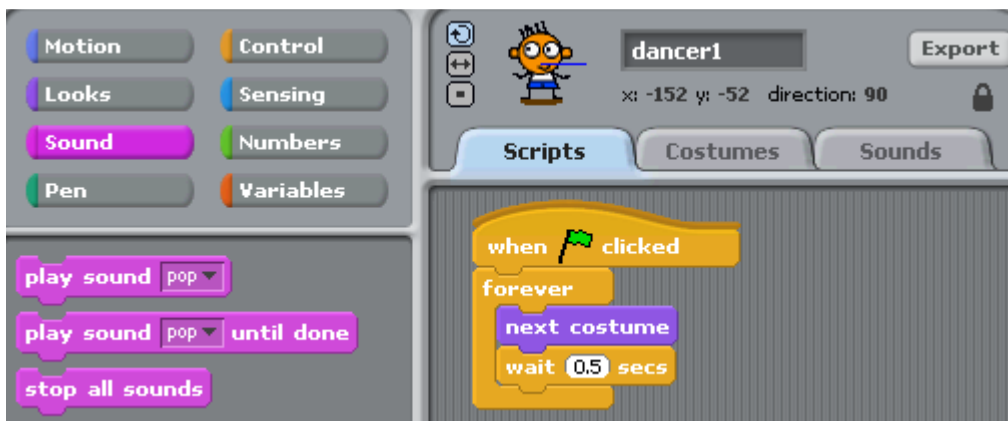 Motion
Control
Looks
Sensing
Sound
Numbers
Pen
Variables
play sound pop
play sound pop until done
stop all sounds
dancer1
Export
x: -152 y: -52 direction: 90
Scripts
Costumes
Sounds
when clicked
forever
next costume
wait 0.5 secs